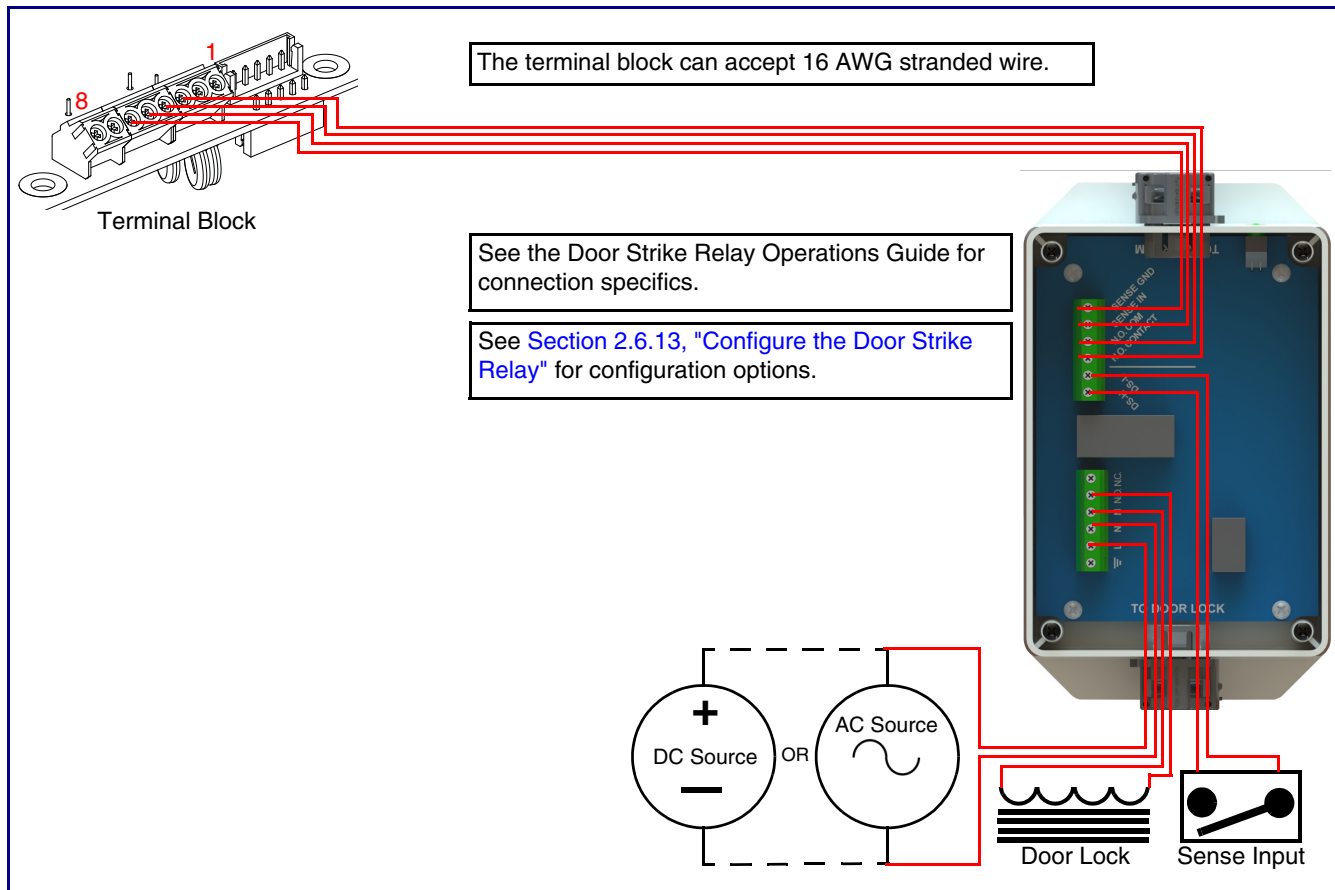 1
8
The terminal block can accept 16 AWG stranded wire.
Terminal Block
See the Door Strike Relay Operations Guide for
connection specifics.
See Section 2.6.13, "Configure the Door Strike
Relay" for configuration options.
SENSE GND
SENSE IN
N.O. COM
N.O. CONTACT
DS-1
N.C.
N.O.
N
L
TO DOOR LOCK
+
DC Source
OR
AC Source
Door Lock
Sense Input